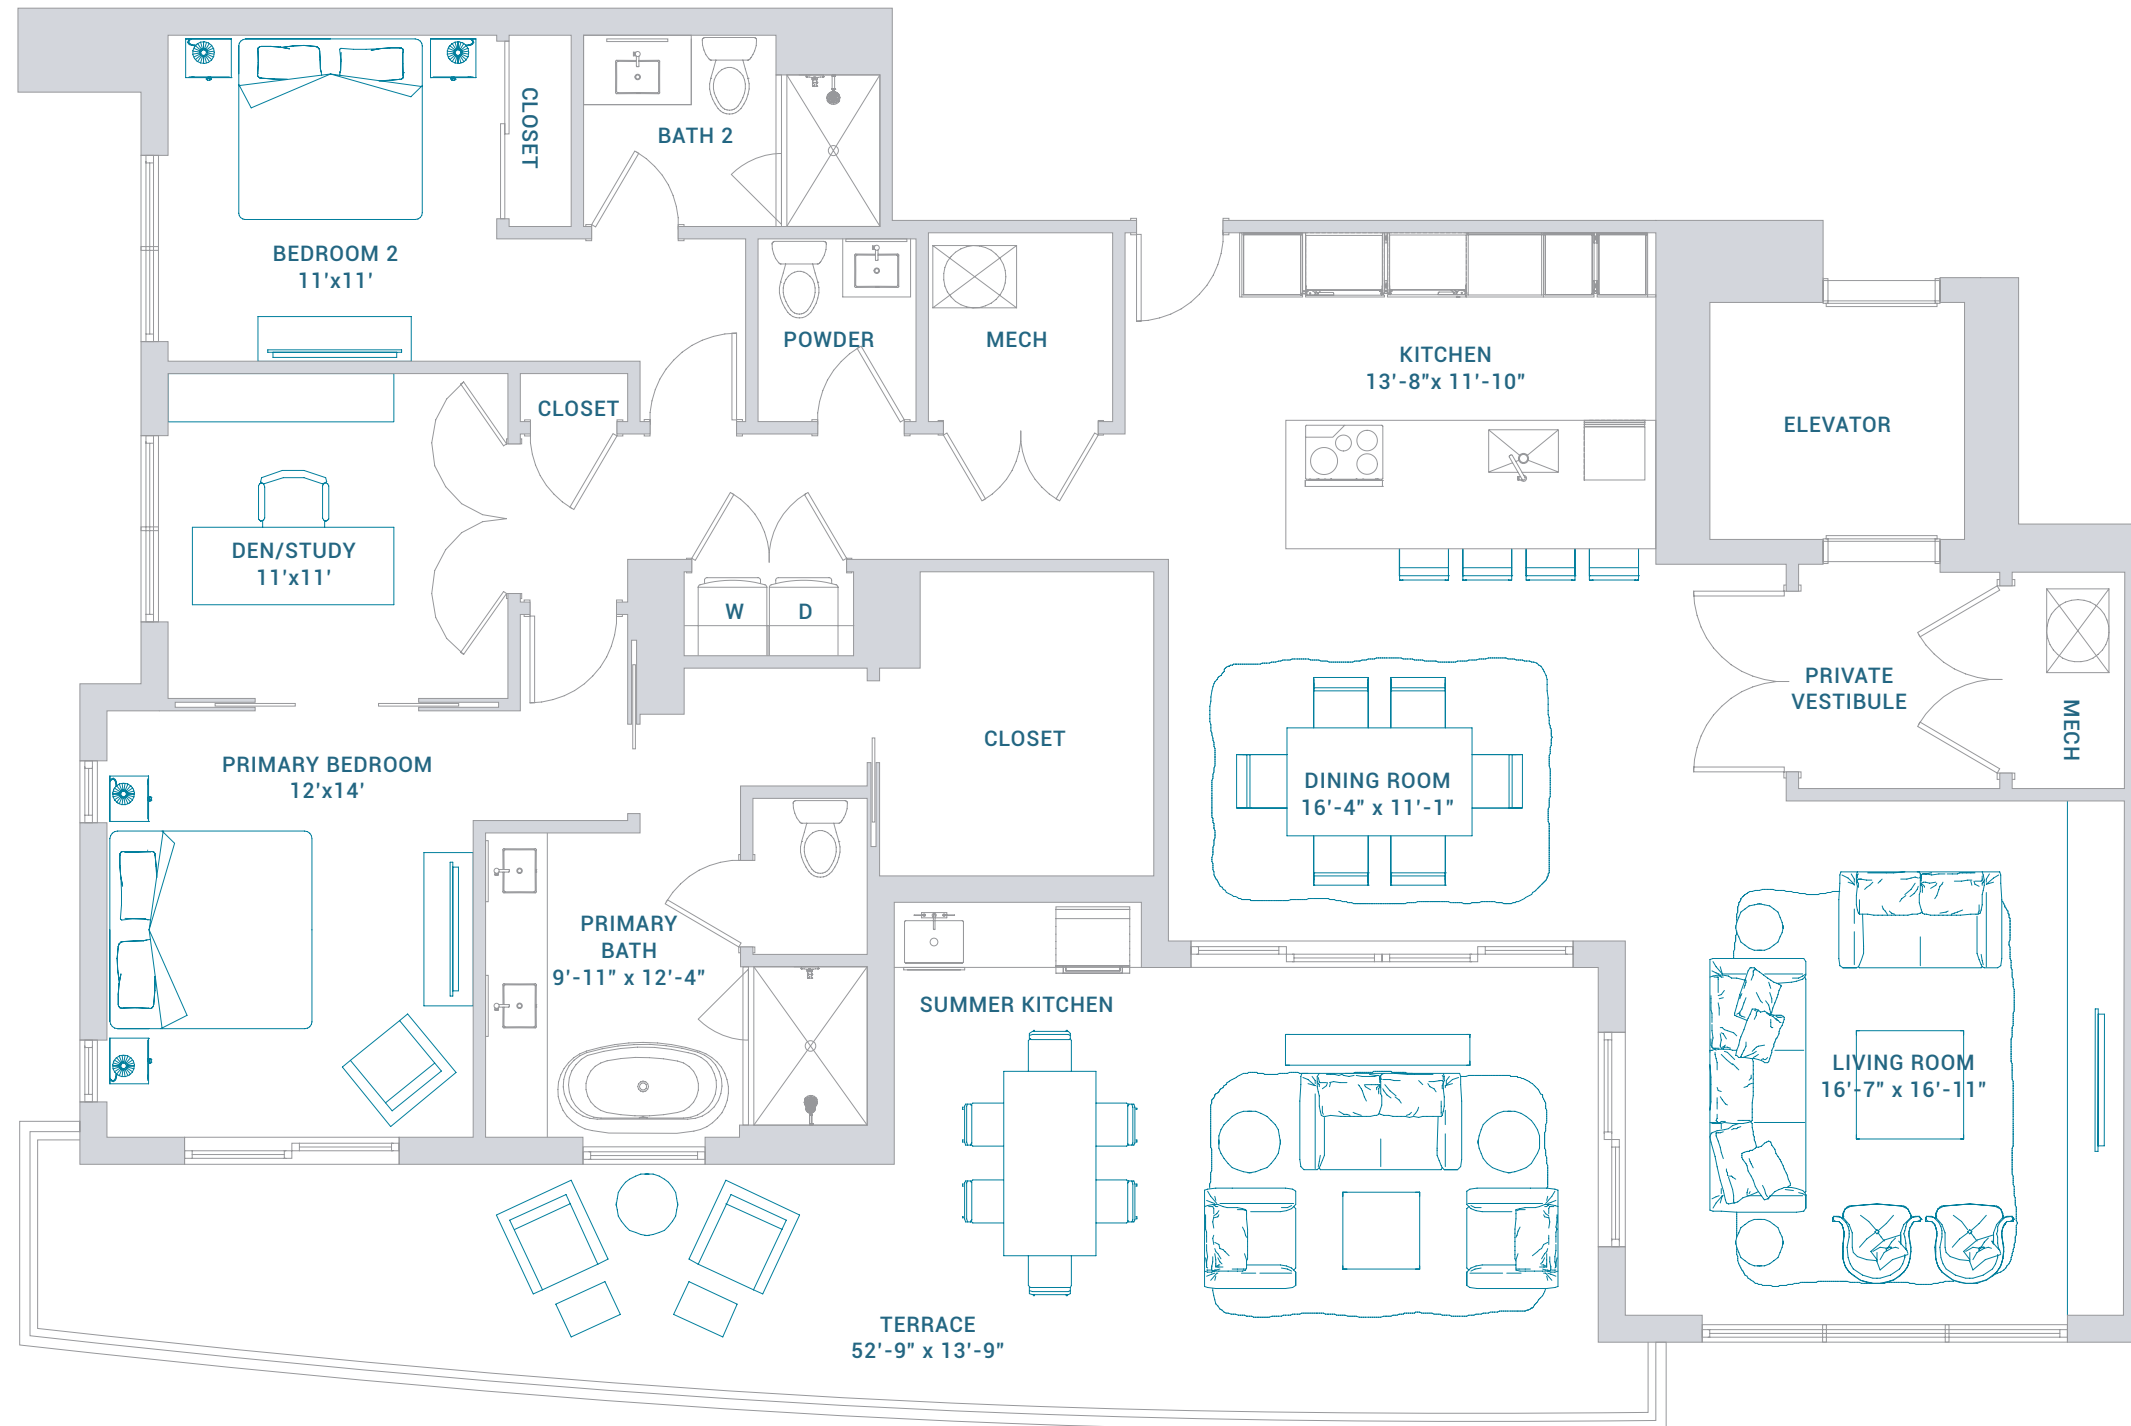 CLOSET
BATH 2
BEDROOM 2
11'x11'
POWDER
MECH
KITCHEN
13'-8"x 11'-10"
CLOSET
ELEVATOR
DEN/STUDY
11'x11'
W
D
PRIVATE
VESTIBULE
MECH
CLOSET
PRIMARY BEDROOM
12'x14'
DINING ROOM
16'-4" x 11'-1"
PRIMARY
BATH
9'-11" x 12'-4"
SUMMER KITCHEN
LIVING ROOM
16'-7" x 16'-11"
TERRACE
52'-9" x 13'-9"